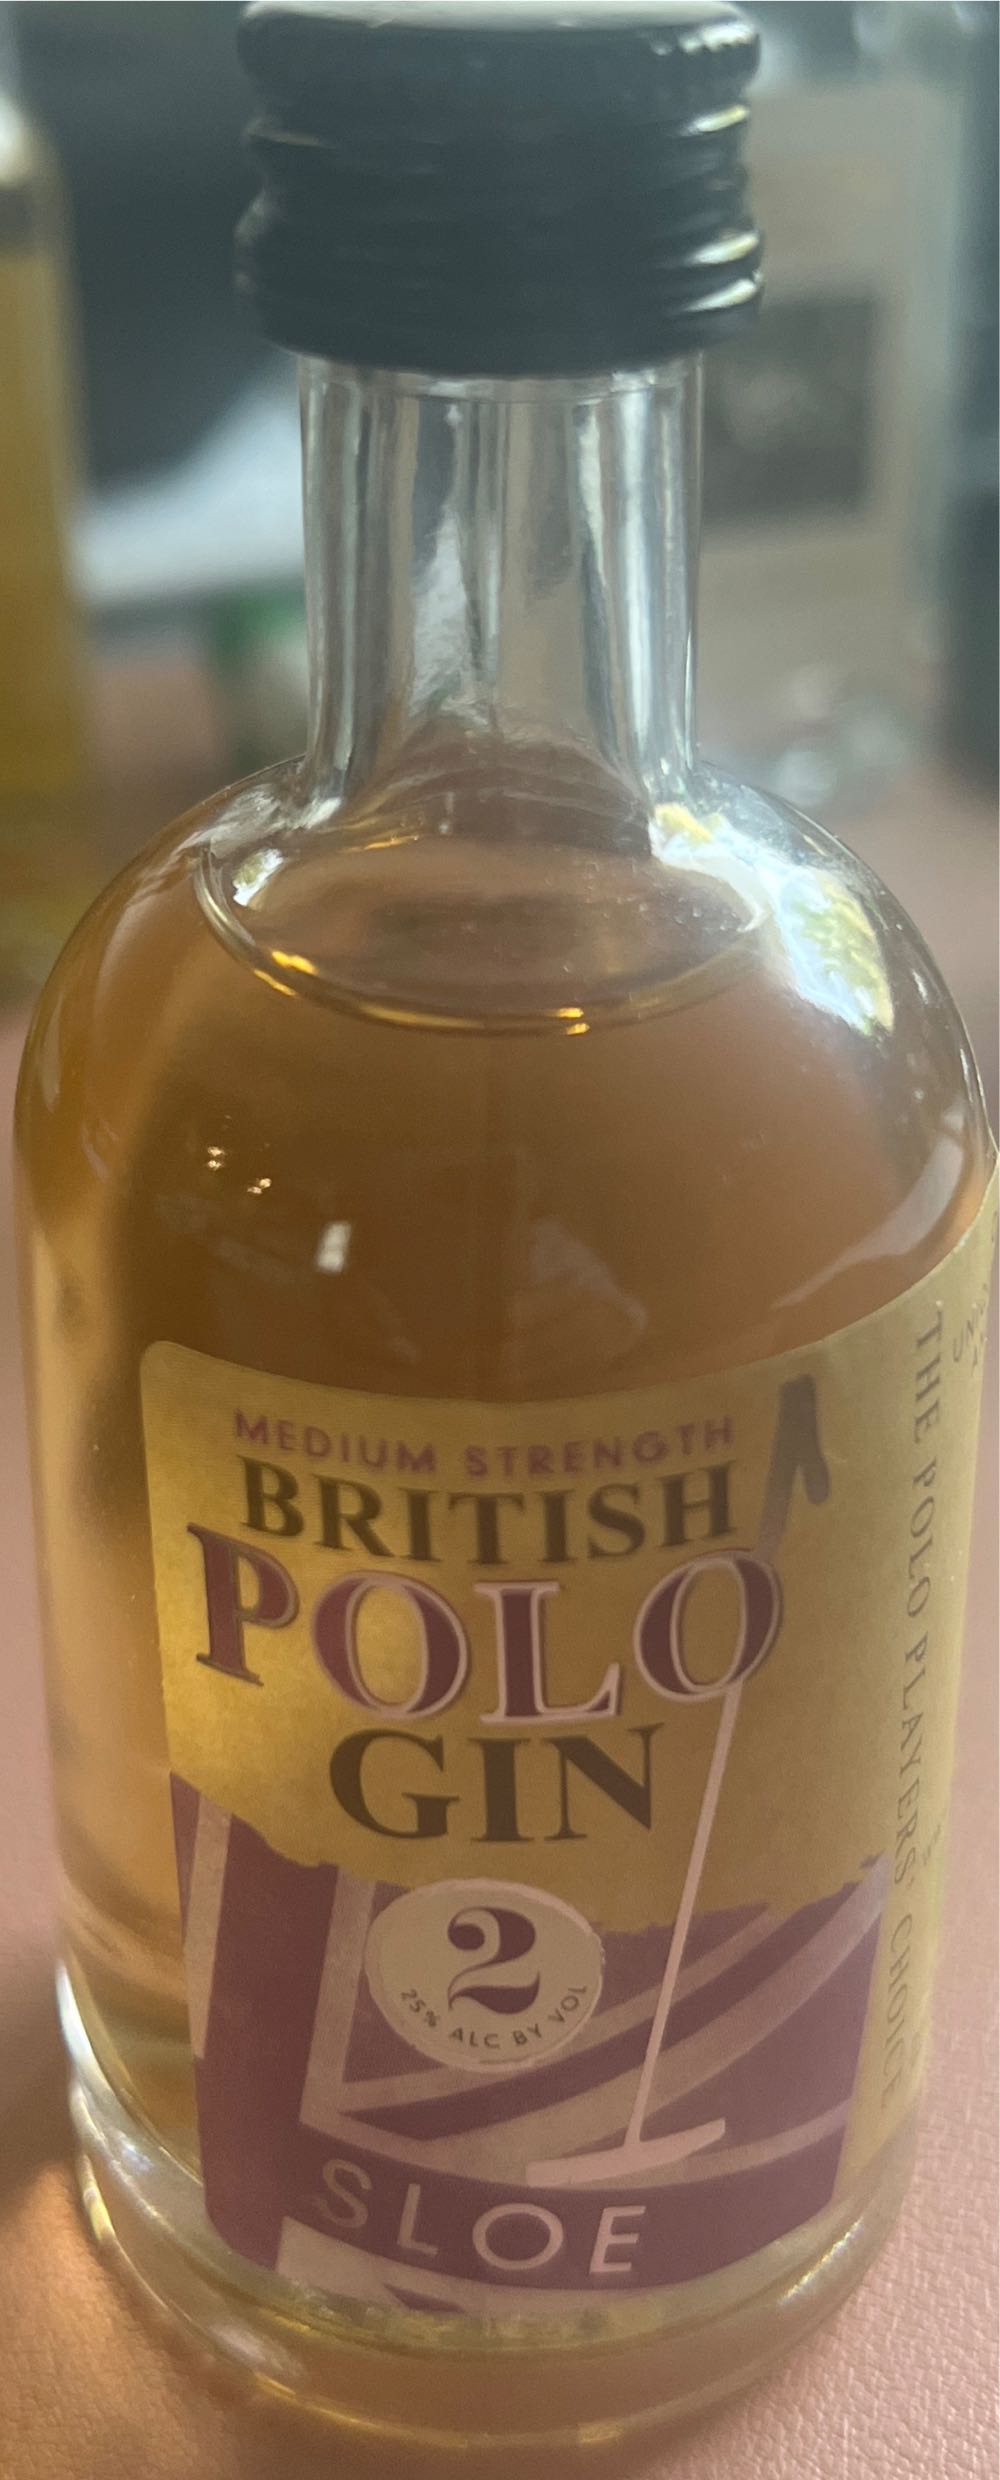 MEDIUM STRENGTH
BRITISH
POLO
GIN
2
25% ALC BY VOL
SLOE
THE POLO PLAYERS' CHOICE